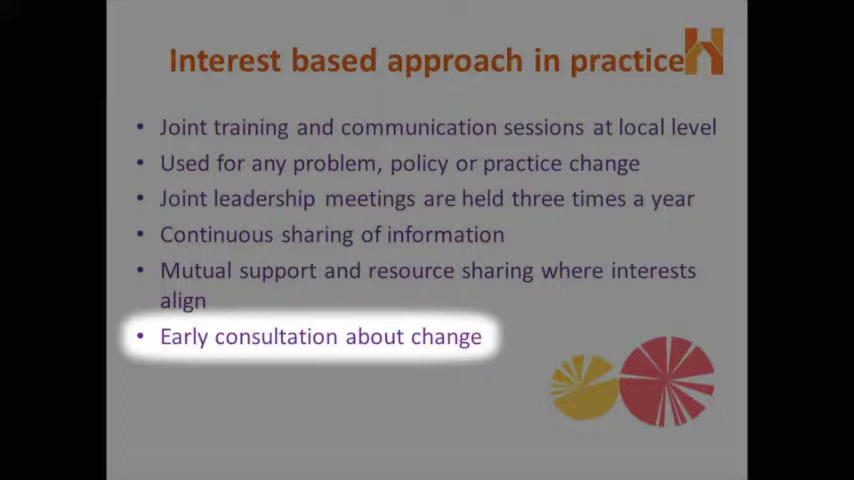 Interest based approach in practice
• Joint training and communication sessions at local level
• Used for any problem, policy or practice change
• Joint leadership meetings are held three times a year
• Continuous sharing of information
• Mutual support and resource sharing where interests
align
• Early consultation about change